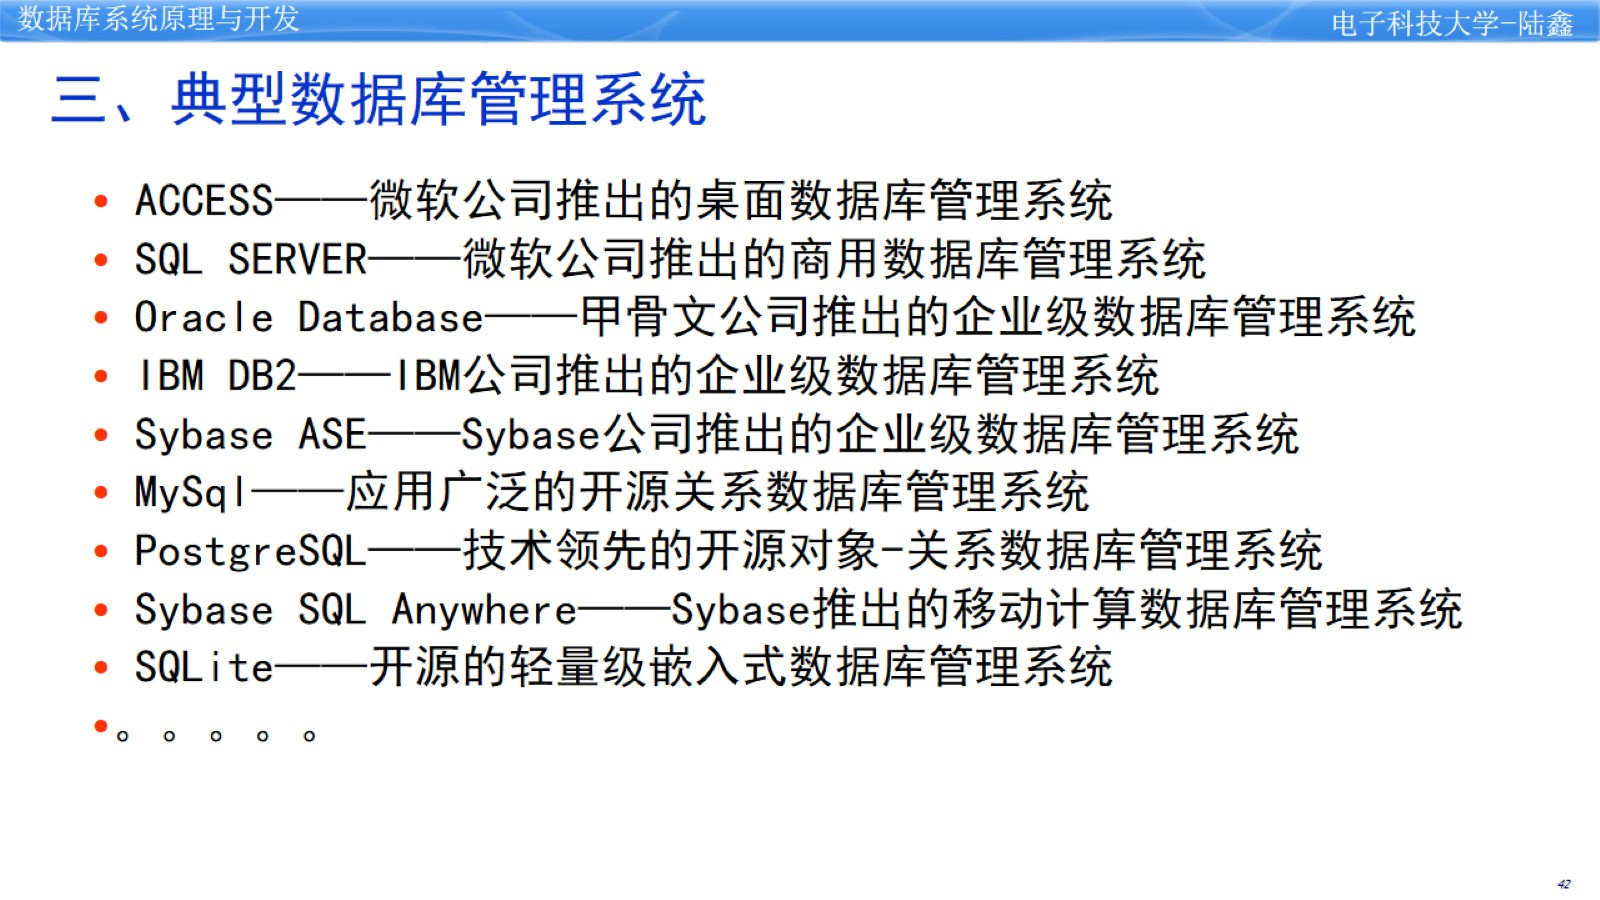 数据库系统原理与开发
电子科技大学-陆鑫
三、典型数据库管理系统
• ACCESS——微软公司推出的桌面数据库管理系统
• SQL SERVER——微软公司推出的商用数据库管理系统
• Oracle Database——甲骨文公司推出的企业级数据库管理系统
• IBM DB2——IBM公司推出的企业级数据库管理系统
• Sybase ASE——Sybase公司推出的企业级数据库管理系统
• MySql——应用广泛的开源关系数据库管理系统
• PostgreSQL——技术领先的开源对象-关系数据库管理系统
• Sybase SQL Anywhere——Sybase推出的移动计算数据库管理系统
• SQLite——开源的轻量级嵌入式数据库管理系统
•。。。。。
42